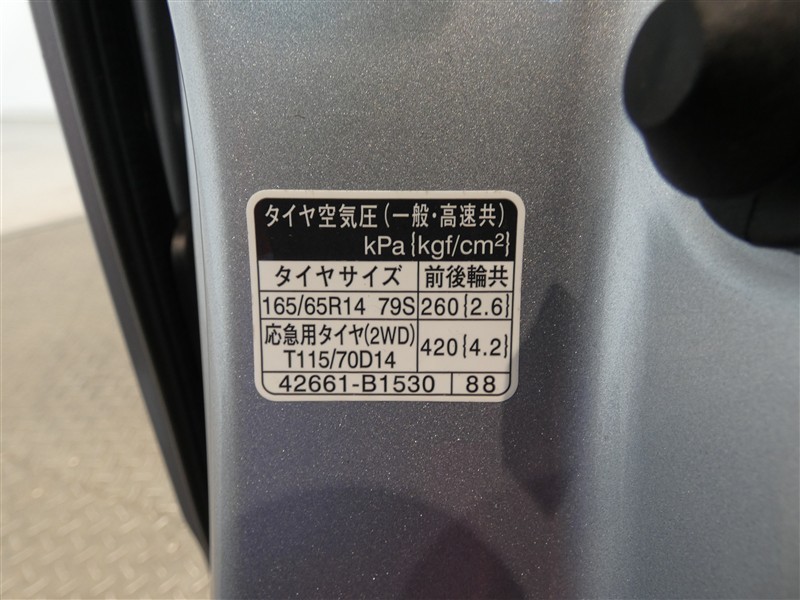 タイヤ空気圧(一般・高速共)
kPa{kgf/cm²}
タイヤサイズ 前後輪共
165/65R14 79S 260{2.6}
応急用タイヤ(2WD)
T115/70D14 420{4.2}
42661-B1530 88